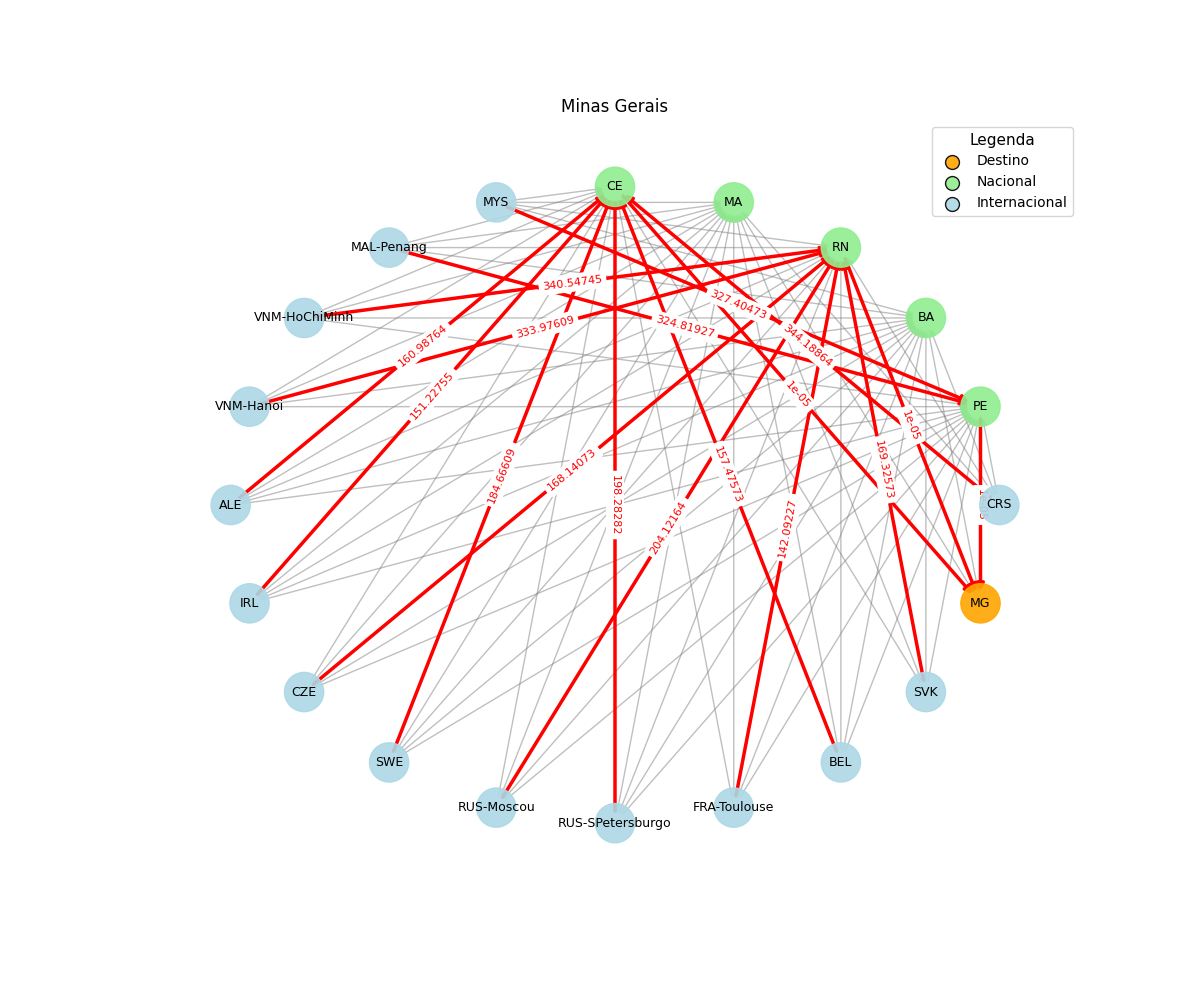 Minas Gerais
Legenda
Destino
Nacional
Internacional
CE
MYS
MA
MAL-Penang
RN
VNM-HoChiMinh
BA
VNM-Hanoi
PE
ALE
CRS
IRL
MG
CZE
SVK
SWE
BEL
RUS-Moscou
RUS-SPetersburgo
FRA-Toulouse
340.54745
327.40473
333.97609
324.81927
344.18864
160.98764
151.22755
1e-05
1e-05
184.66609
168.14073
198.28282
204.12164
157.47573
142.09227
169.32573